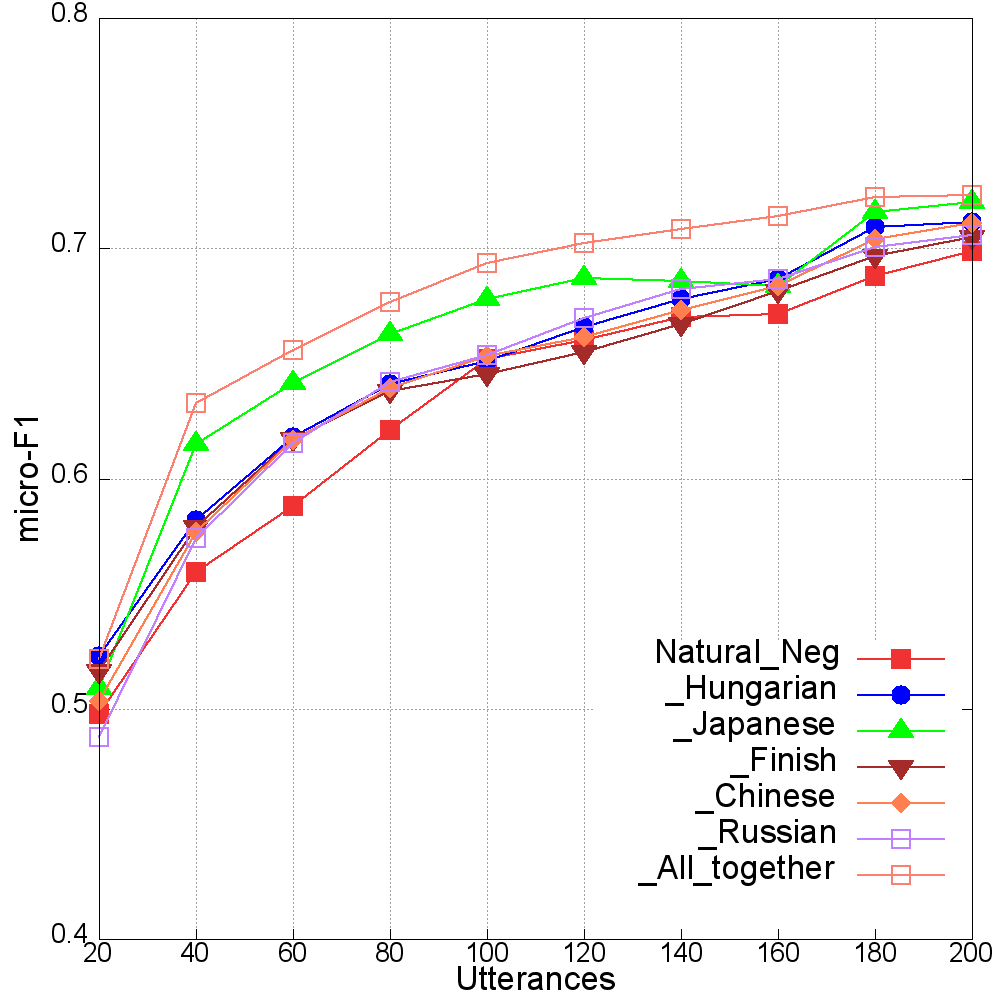 0.8
0.7
0.6
0.5
0.4
micro-F1
20 40 60 80 100 120 140 160 180 200
Utterances
Natural_Neg
_Hungarian
_Japanese
_Finish
_Chinese
_Russian
_All_together